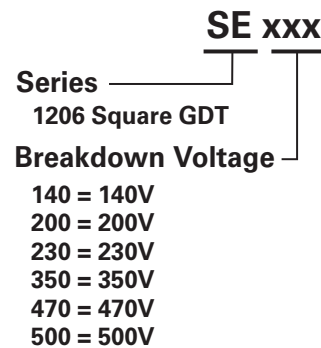 SE xxx
Series
1206 Square GDT
Breakdown Voltage
140 = 140V
200 = 200V
230 = 230V
350 = 350V
470 = 470V
500 = 500V